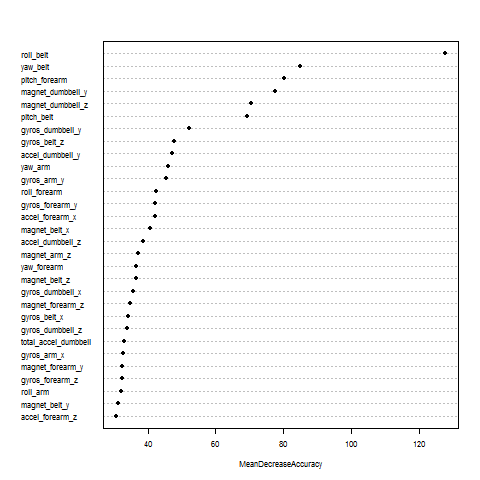 roll_belt
yaw_belt
pitch_forearm
magnet_dumbbell_y
magnet_dumbbell_z
pitch_belt
gyros_dumbbell_y
gyros_belt_z
accel_dumbbell_y
yaw_arm
gyros_arm_y
roll_forearm
gyros_forearm_y
accel_forearm_x
magnet_belt_x
accel_dumbbell_z
magnet_arm_z
yaw_forearm
magnet_belt_z
gyros_dumbbell_x
magnet_forearm_z
gyros_belt_x
gyros_dumbbell_z
total_accel_dumbbell
gyros_arm_x
magnet_forearm_y
gyros_forearm_z
roll_arm
magnet_belt_y
accel_forearm_z
40 60 80 100 120
MeanDecreaseAccuracy